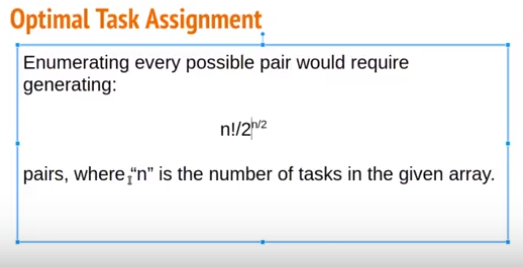 Optimal Task Assignment
Enumerating every possible pair would require
generating:
n!/2n/2
pairs, where “n” is the number of tasks in the given array.